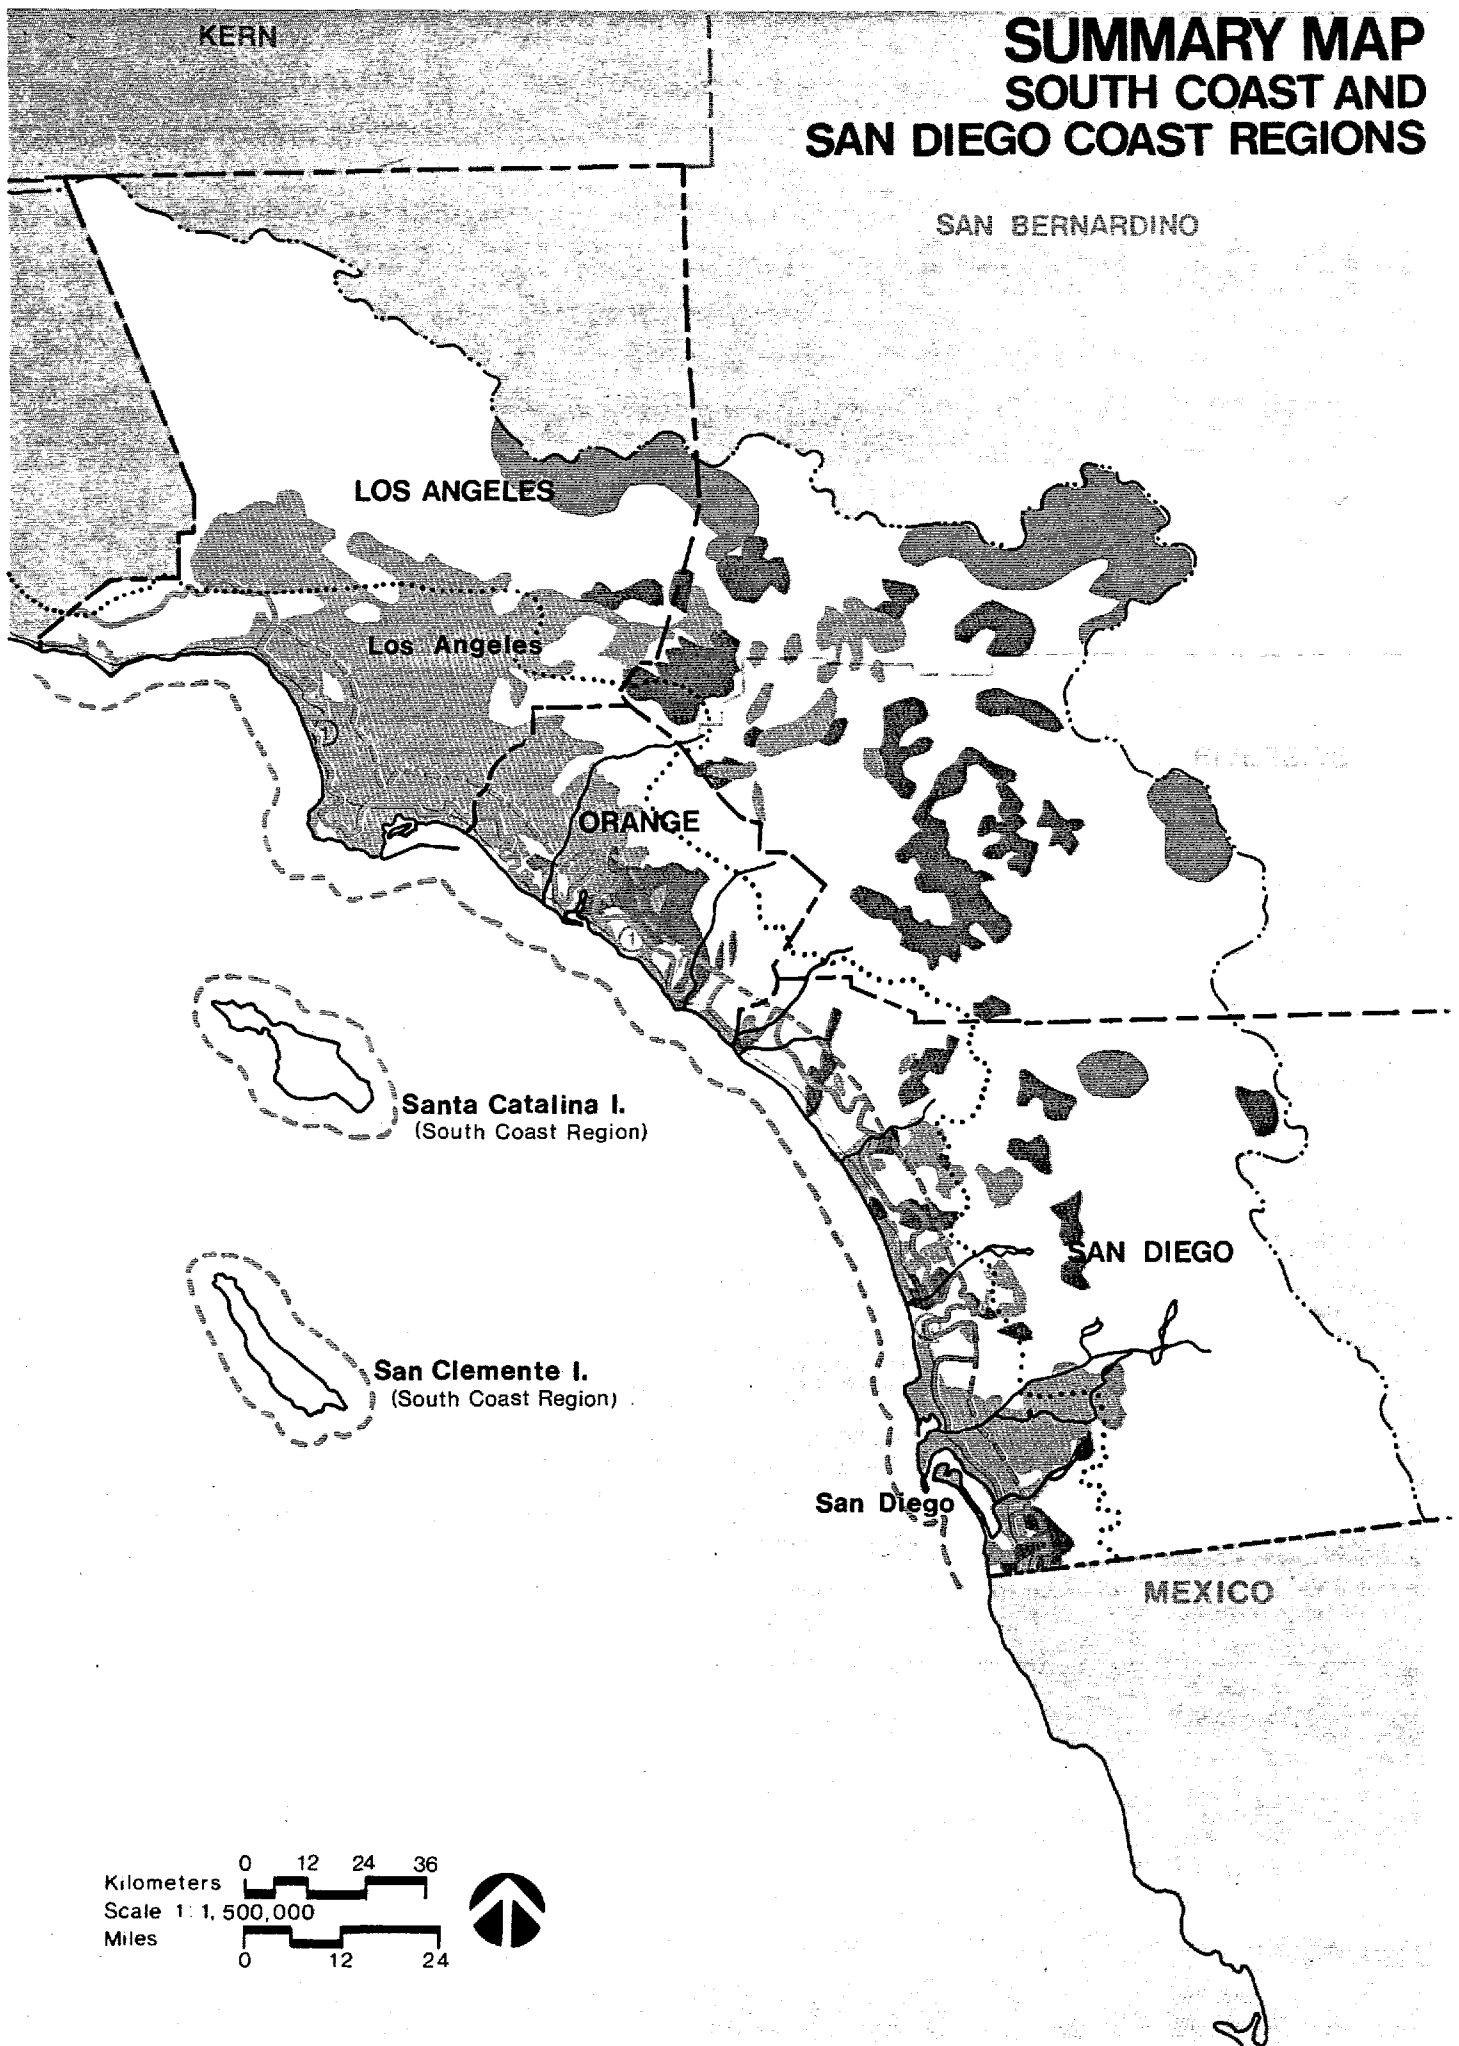 KERN
SUMMARY MAP
SOUTH COAST AND
SAN DIEGO COAST REGIONS
SAN BERNARDINO
LOS ANGELES
Los Angeles
1
ORANGE
1
Santa Catalina I.
(South Coast Region)
SAN DIEGO
San Clemente I.
(South Coast Region)
San Diego
MEXICO
0 12 24 36
Kilometers
Scale 1:1,500,000
Miles
0 12 24